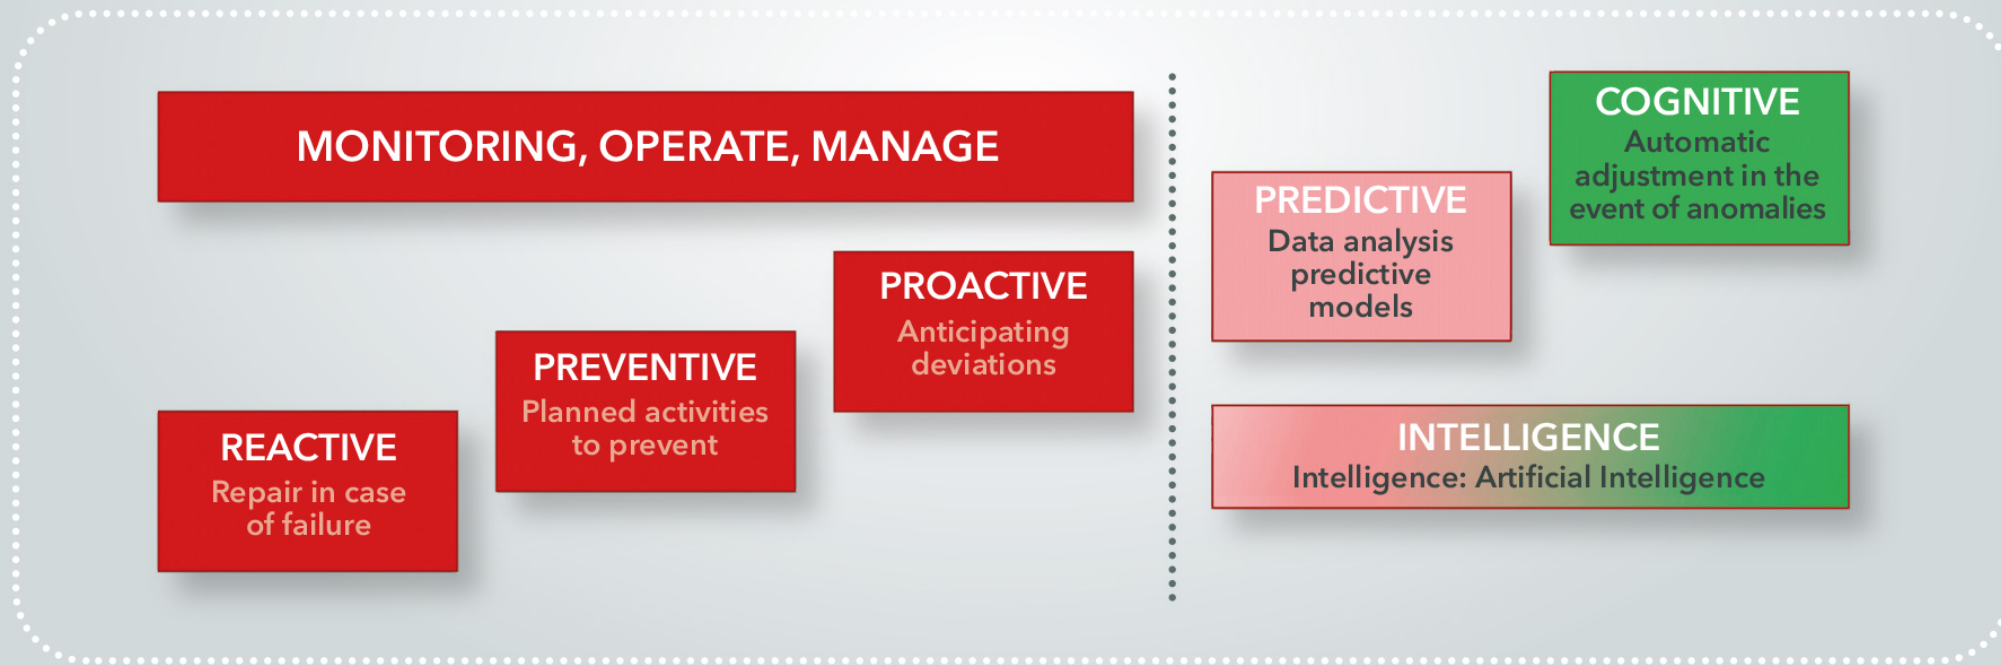 MONITORING, OPERATE, MANAGE
REACTIVE
Repair in case
of failure
PREVENTIVE
Planned activities
to prevent
PROACTIVE
Anticipating
deviations
PREDICTIVE
Data analysis
predictive
models
COGNITIVE
Automatic
adjustment in the
event of anomalies
INTELLIGENCE
Intelligence: Artificial Intelligence